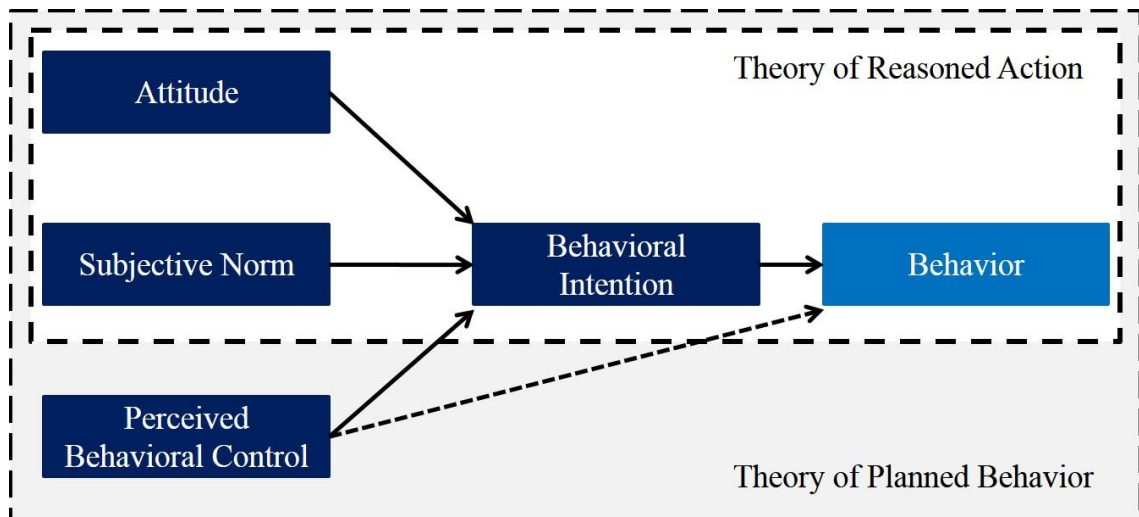 Theory of Reasoned Action
Attitude
Subjective Norm
Behavioral
Intention
Behavior
Perceived
Behavioral Control
Theory of Planned Behavior